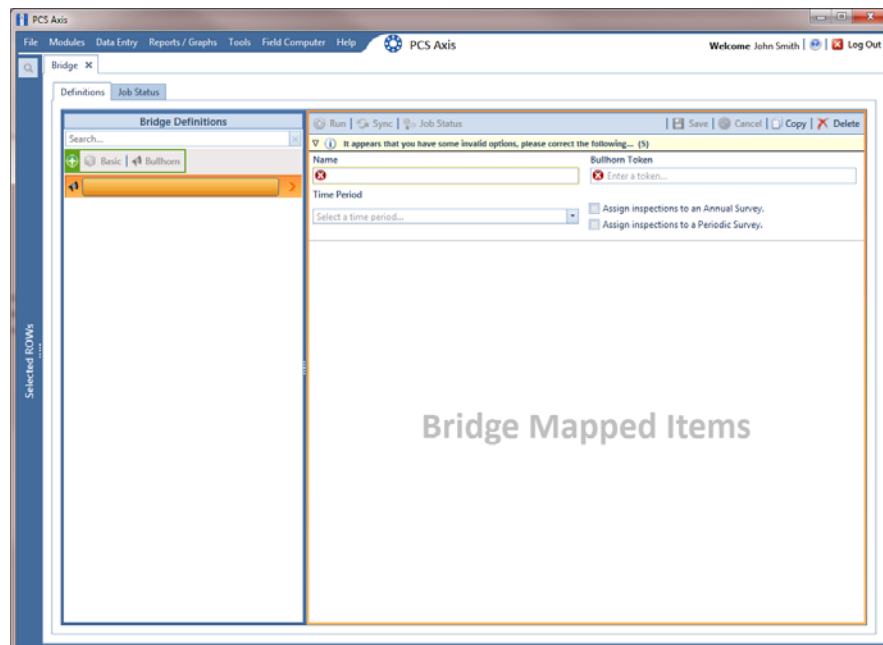 PCS Axis
File Modules Data Entry Reports / Graphs Tools Field Computer Help PCS Axis Welcome John Smith Log Out
Bridge
Definitions Job Status
Bridge Definitions
Search...
Basic Bullhorn
Run Sync Job Status Save Cancel Copy Delete
It appears that you have some invalid options, please correct the following... (5)
Name Bullhorn Token
Enter a token...
Time Period
Select a time period...
Assign inspections to an Annual Survey.
Assign inspections to a Periodic Survey.
Selected ROWs
Bridge Mapped Items